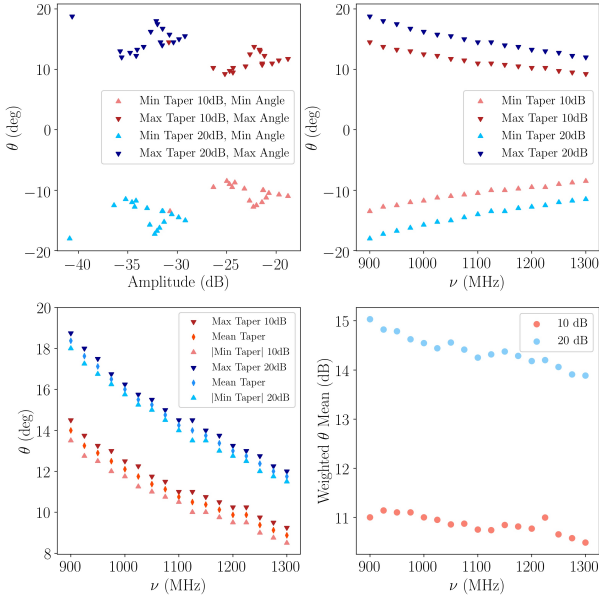 20
10
0
−10
−20
θ (deg)
−40
−35
−30
−25
−20
Amplitude (dB)
Min Taper 10dB, Min Angle
Max Taper 10dB, Max Angle
Min Taper 20dB, Min Angle
Max Taper 20dB, Max Angle
20
10
0
−10
−20
θ (deg)
900
1000
1100
1200
1300
ν (MHz)
Min Taper 10dB
Max Taper 10dB
Min Taper 20dB
Max Taper 20dB
20
18
16
14
12
10
8
θ (deg)
900
1000
1100
1200
1300
ν (MHz)
Max Taper 10dB
Mean Taper
|Min Taper| 10dB
Max Taper 20dB
Mean Taper
|Min Taper| 20dB
15
14
13
12
11
Weighted θ Mean (dB)
900
1000
1100
1200
1300
ν (MHz)
10 dB
20 dB